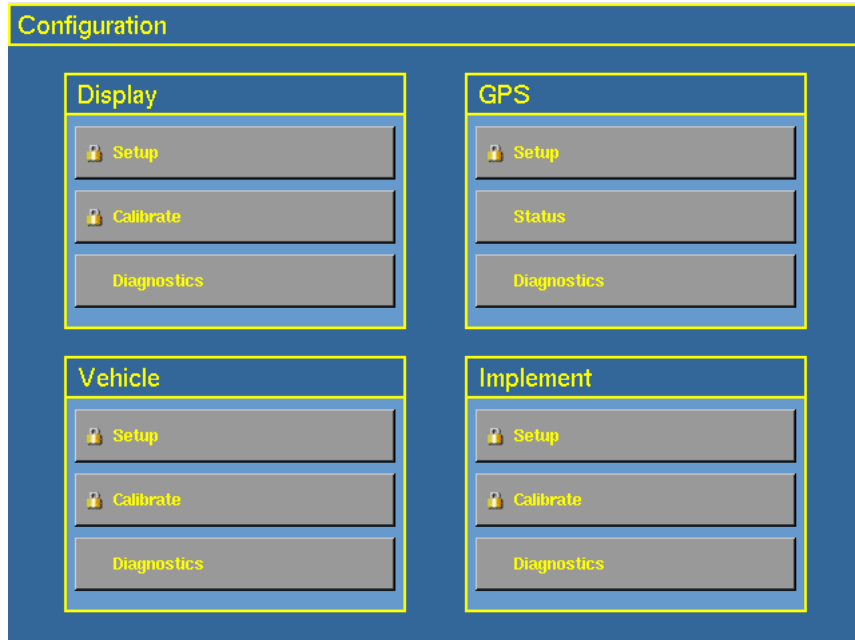 Configuration
Display
Setup
Calibrate
Diagnostics
GPS
Setup
Status
Diagnostics
Vehicle
Setup
Calibrate
Diagnostics
Implement
Setup
Calibrate
Diagnostics